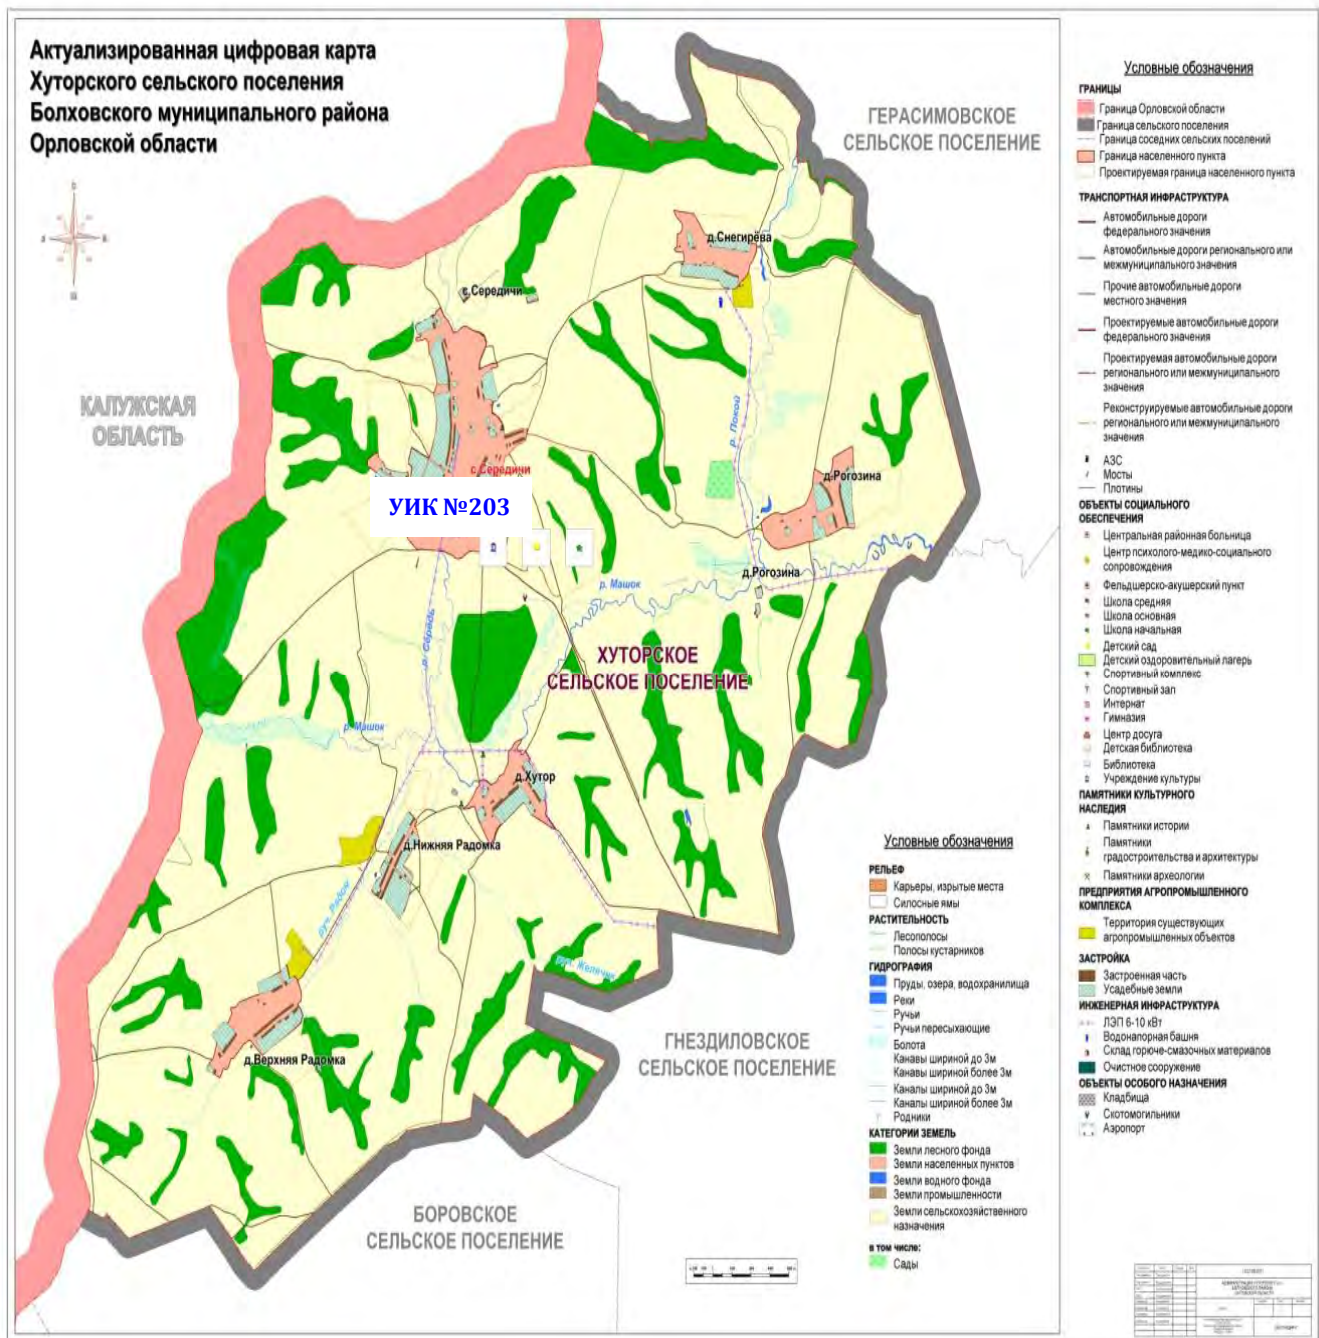 Актуализированная цифровая карта
Хуторского сельского поселения
Болховского муниципального района
Орловской области
ГЕРАСИМОВСКОЕ
СЕЛЬСКОЕ ПОСЕЛЕНИЕ
д.Снегирёва
с.Середичи
КАЛУЖСКАЯ
ОБЛАСТЬ
р. Покой
с.Середичи
д.Рогозина
УИК №203
д.Рогозина
р. Машок
р. Середь
ХУТОРСКОЕ
СЕЛЬСКОЕ ПОСЕЛЕНИЕ
р. Машок
д.Хутор
д.Нижняя Радомка
д.Верхняя Радомка
ГНЕЗДИЛОВСКОЕ
СЕЛЬСКОЕ ПОСЕЛЕНИЕ
БОРОВСКОЕ
СЕЛЬСКОЕ ПОСЕЛЕНИЕ
Условные обозначения
РЕЛЬЕФ
Карьеры, изрытые места
Силосные ямы
РАСТИТЕЛЬНОСТЬ
Лесополосы
Полосы кустарников
ГИДРОГРАФИЯ
Пруды, озера, водохранилища
Реки
Ручьи
Ручьи пересыхающие
Болота
Канавы шириной до 3м
Канавы шириной более 3м
Каналы шириной до 3м
Каналы шириной более 3м
Родники
КАТЕГОРИИ ЗЕМЕЛЬ
Земли лесного фонда
Земли населенных пунктов
Земли водного фонда
Земли промышленности
Земли сельскохозяйственного
назначения
в том числе:
Сады
Условные обозначения
ГРАНИЦЫ
Граница Орловской области
Граница сельского поселения
Граница соседних сельских поселений
Граница населенного пункта
Проектируемая граница населенного пункта
ТРАНСПОРТНАЯ ИНФРАСТРУКТУРА
Автомобильные дороги
федерального значения
Автомобильные дороги регионального или
межмуниципального значения
Прочие автомобильные дороги
местного значения
Проектируемые автомобильные дороги
федерального значения
Проектируемая автомобильные дороги
регионального или межмуниципального
значения
Реконструируемые автомобильные дороги
регионального или межмуниципального
значения
АЗС
Мосты
Плотины
ОБЪЕКТЫ СОЦИАЛЬНОГО
ОБЕСПЕЧЕНИЯ
Центральная районная больница
Центр психолого-медико-социального
сопровождения
Фельдшерско-акушерский пункт
Школа средняя
Школа основная
Школа начальная
Детский сад
Детский оздоровительный лагерь
Спортивный комплекс
Спортивный зал
Интернат
Гимназия
Центр досуга
Детская библиотека
Библиотека
Учреждение культуры
ПАМЯТНИКИ КУЛЬТУРНОГО
НАСЛЕДИЯ
Памятники истории
Памятники
градостроительства и архитектуры
Памятники археологии
ПРЕДПРИЯТИЯ АГРОПРОМЫШЛЕННОГО
КОМПЛЕКСА
Территория существующих
агропромышленных объектов
ЗАСТРОЙКА
Застроенная часть
Усадебные земли
ИНЖЕНЕРНАЯ ИНФРАСТРУКТУРА
ЛЭП 6-10 кВт
Водонапорная башня
Склад горюче-смазочных материалов
Очистное сооружение
ОБЪЕКТЫ ОСОБОГО НАЗНАЧЕНИЯ
Кладбища
Скотомогильники
Аэропорт